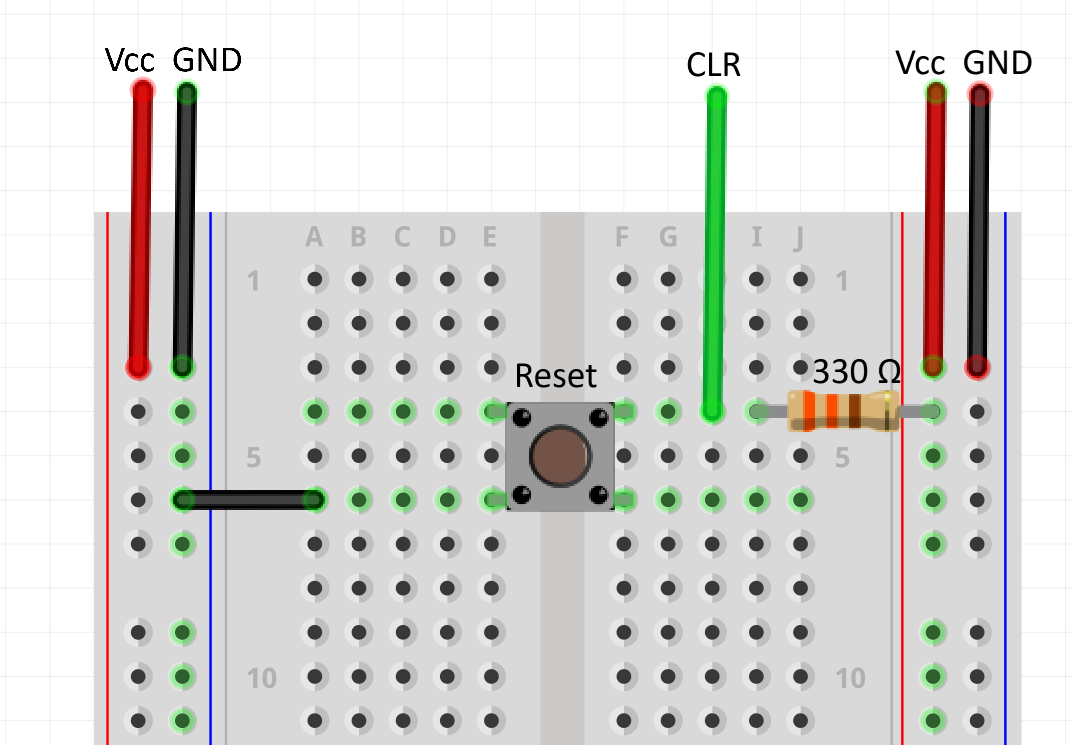 Vcc GND CLR Vcc GND
A B C D E F G I J
1 1
Reset 330 Ω
5 5
10 10